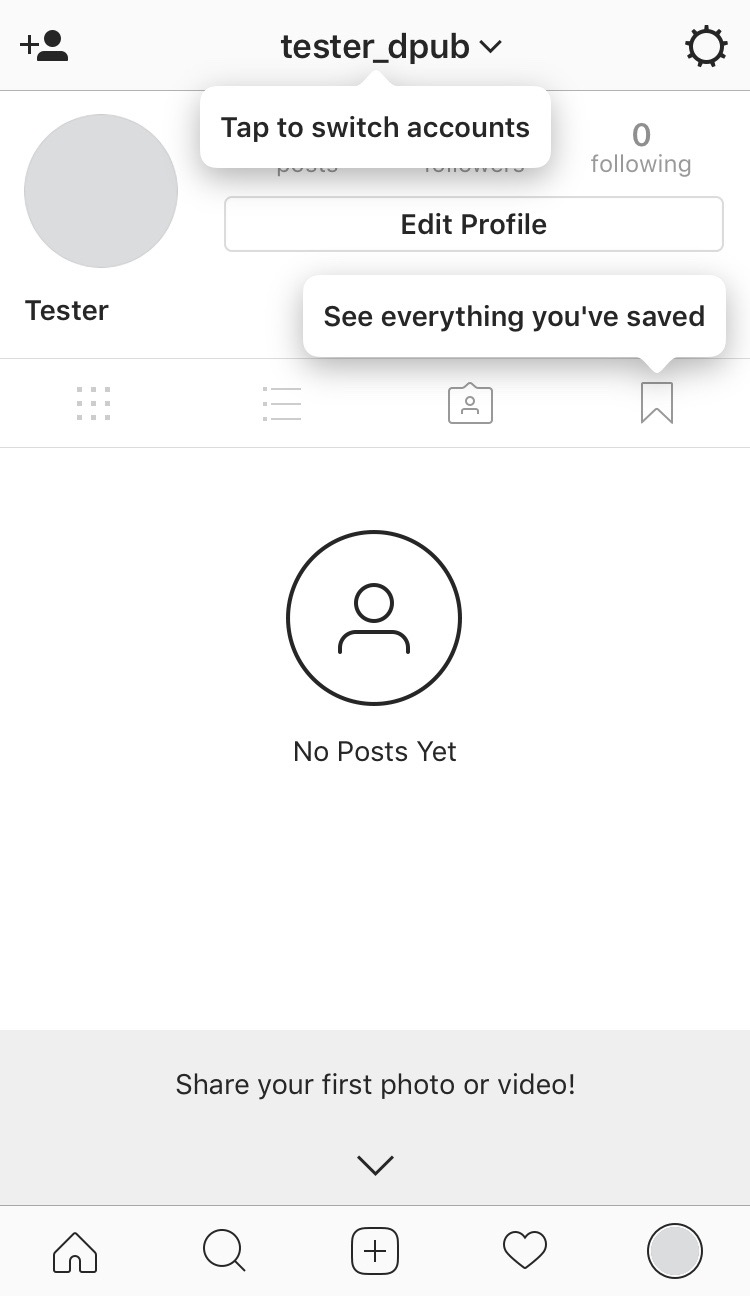 tester_dpub
Tap to switch accounts
0
posts
followers
following
Edit Profile
Tester
See everything you've saved
No Posts Yet
Share your first photo or video!